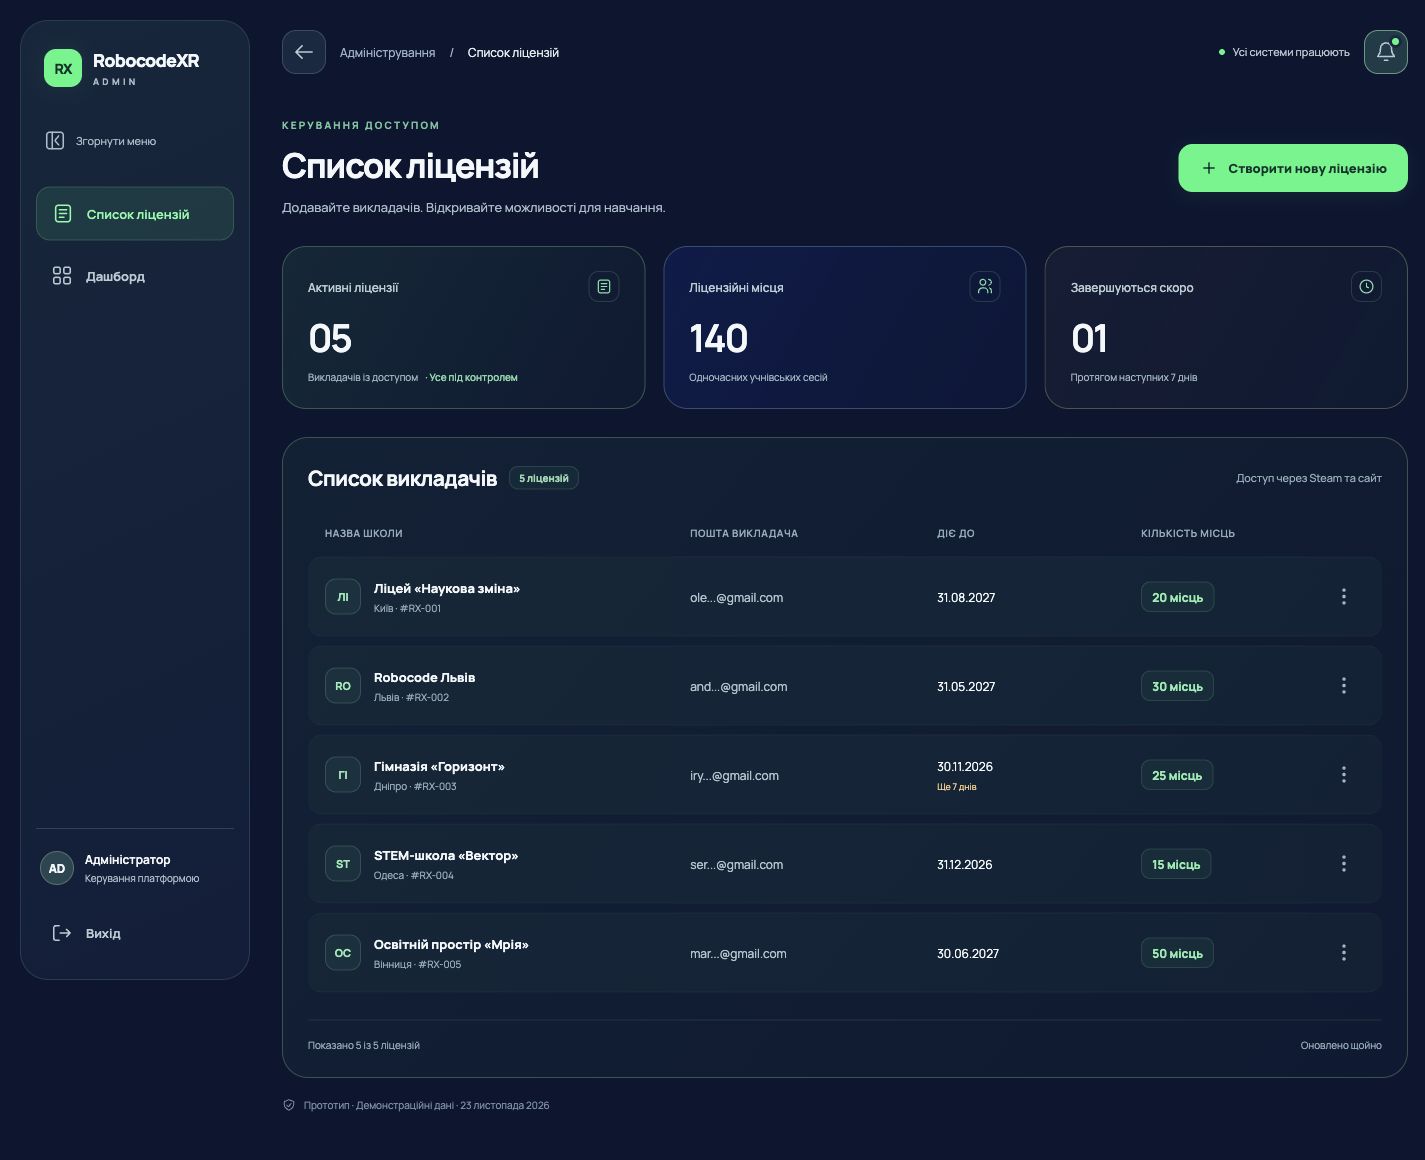 RX
RobocodeXR
ADMIN
Згорнути меню
Список ліцензій
Дашборд
AD
Адміністратор
Керування платформою
Вихід
Адміністрування / Список ліцензій
Усі системи працюють
КЕРУВАННЯ ДОСТУПОМ
Список ліцензій
Додавайте викладачів. Відкривайте можливості для навчання.
+ Створити нову ліцензію
Активні ліцензії
05
Викладачів із доступом · Усе під контролем
Ліцензійні місця
140
Одночасних учнівських сесій
Завершуються скоро
01
Протягом наступних 7 днів
Список викладачів
5 ліцензій
Доступ через Steam та сайт
НАЗВА ШКОЛИ ПОШТА ВИКЛАДАЧА ДІЄ ДО КІЛЬКІСТЬ МІСЦЬ
ЛІ Ліцей «Наукова зміна» ole...@gmail.com 31.08.2027 20 місць
Київ · #RX-001
RO Robocode Львів and...@gmail.com 31.05.2027 30 місць
Львів · #RX-002
ГІ Гімназія «Горизонт» iry...@gmail.com 30.11.2026 25 місць
Дніпро · #RX-003 Ще 7 днів
ST STEM-школа «Вектор» ser...@gmail.com 31.12.2026 15 місць
Одеса · #RX-004
ОС Освітній простір «Мрія» mar...@gmail.com 30.06.2027 50 місць
Вінниця · #RX-005
Показано 5 із 5 ліцензій
Оновлено щойно
Прототип · Демонстраційні дані · 23 листопада 2026